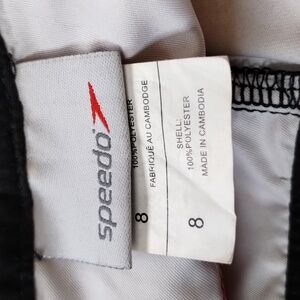 speedo
100%POLYESTER
FABRIQUÉ AU CAMBODGE
8
SHELL:
100%POLYESTER
MADE IN CAMBODIA
8